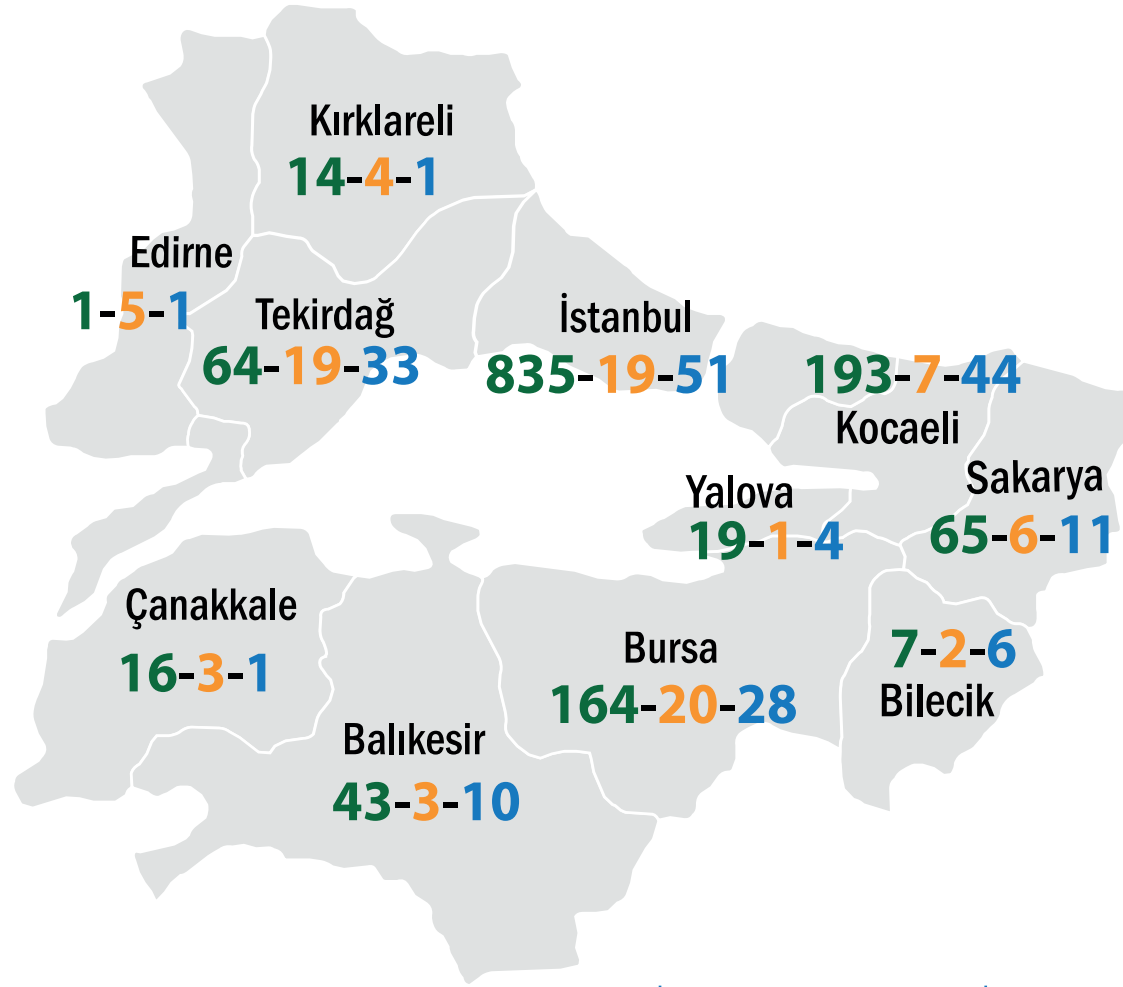 Kırklareli
14-4-1
Edirne
1-5-1
Tekirdağ
64-19-33
İstanbul
835-19-51
193-7-44
Kocaeli
Sakarya
65-6-11
Yalova
19-1-4
Çanakkale
16-3-1
Bursa
164-20-28
7-2-6
Bilecik
Balıkesir
43-3-10